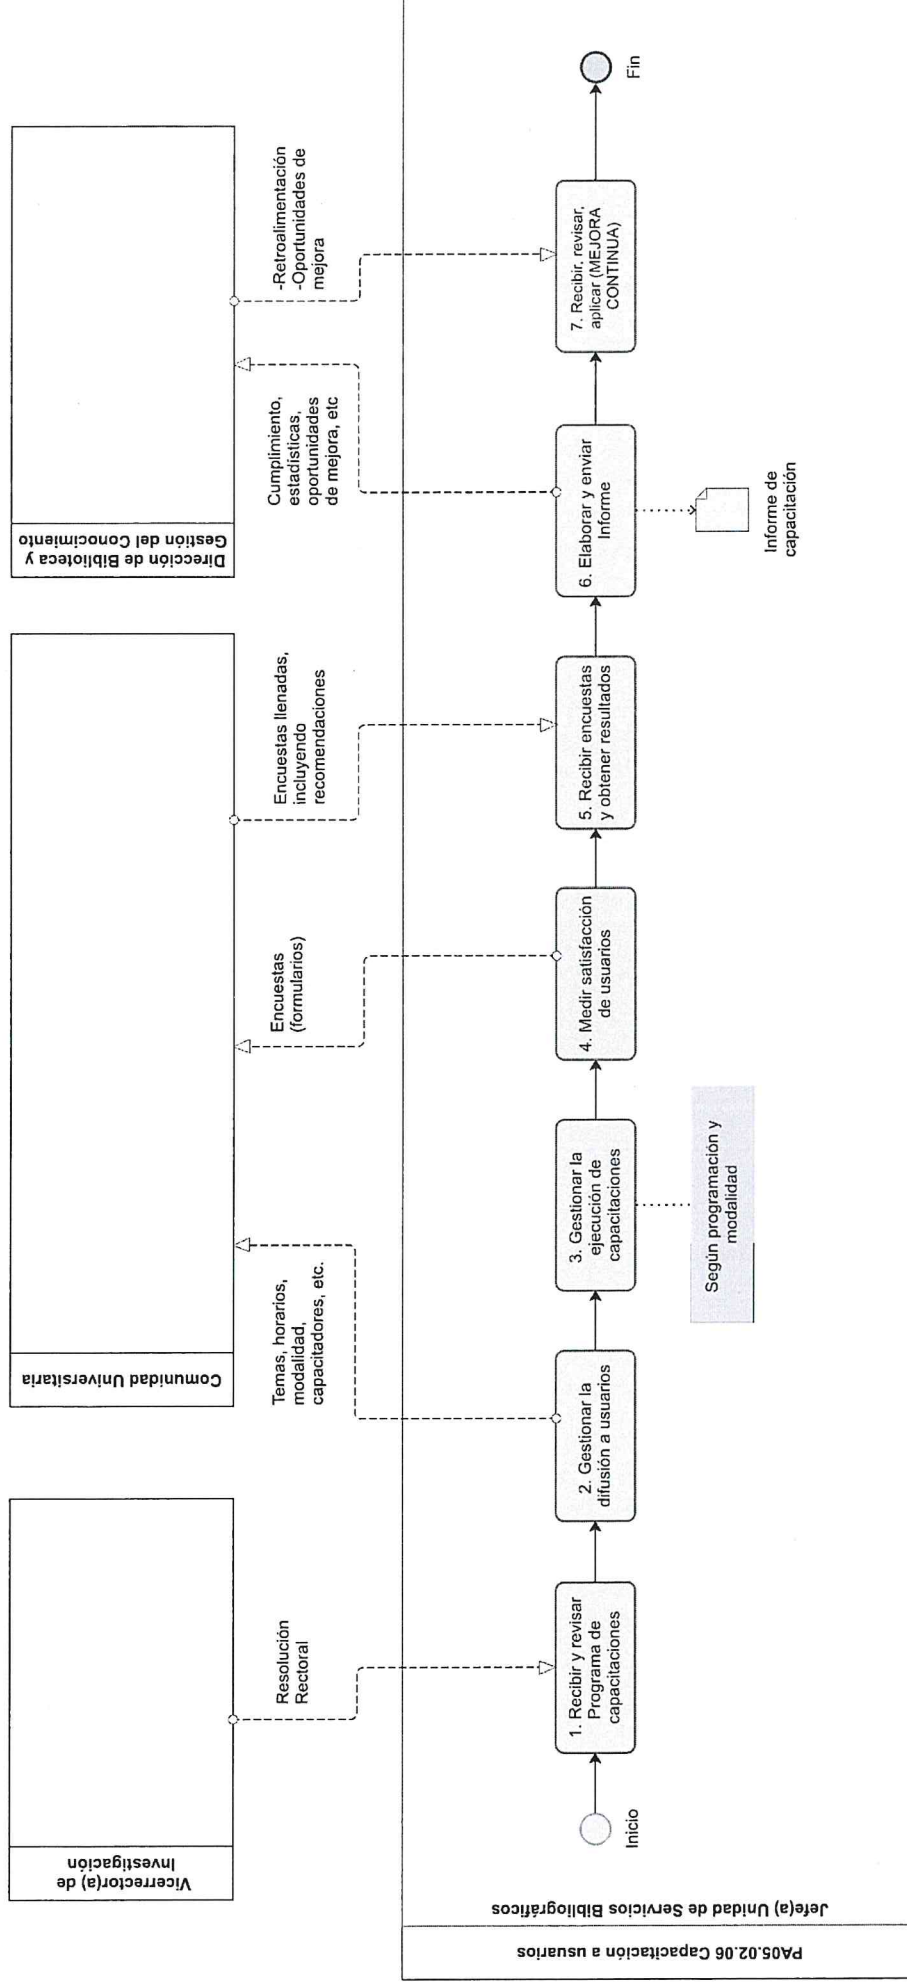 Vicerrector(a) de
Investigación
Comunidad Universitaria
Dirección de Biblioteca y
Gestión del Conocimiento
Resolución
Rectoral
Temas, horarios,
modalidad,
capacitadores, etc.
Encuestas
(formularios)
Encuestas llenadas,
incluyendo
recomendaciones
Cumplimiento,
estadísticas,
oportunidades
de mejora, etc
-Retroalimentación
-Oportunidades de
mejora
PA05.02.06 Capacitación a usuarios
Jefe(a) Unidad de Servicios Bibliográficos
Inicio
1. Recibir y revisar
Programa de
capacitaciones
2. Gestionar la
difusión a usuarios
3. Gestionar la
ejecución de
capacitaciones
4. Medir satisfacción
de usuarios
5. Recibir encuestas
y obtener resultados
6. Elaborar y enviar
Informe
7. Recibir, revisar,
aplicar (MEJORA
CONTINUA)
Fin
Según programación y
modalidad
Informe de
capacitación